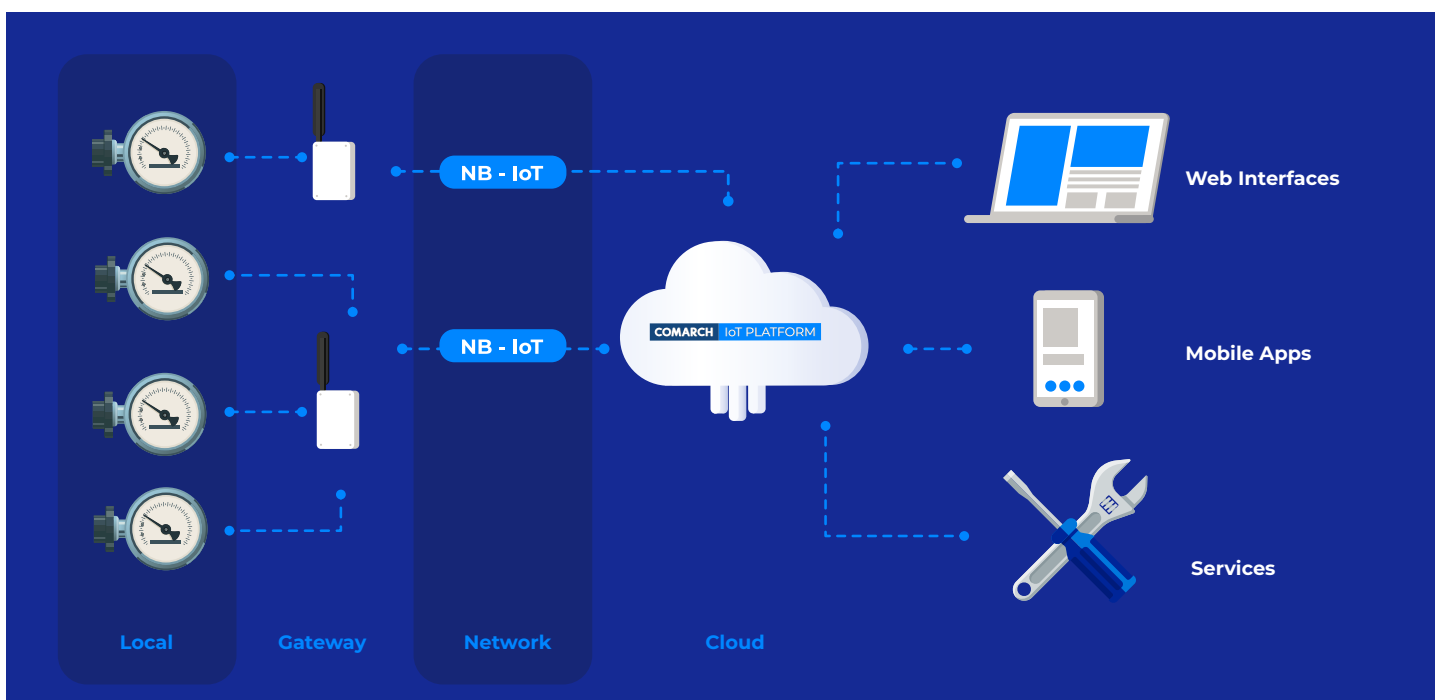 NB - IoT
Web Interfaces
COMARCH IoT PLATFORM
NB - IoT
Mobile Apps
Services
Local
Gateway
Network
Cloud